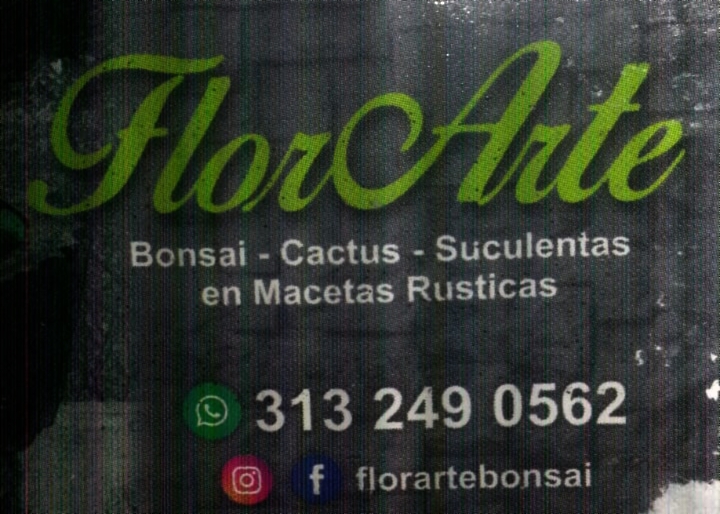 FlorArte
Bonsai - Cactus - Suculentas
en Macetas Rusticas
313 249 0562
florartebonsai